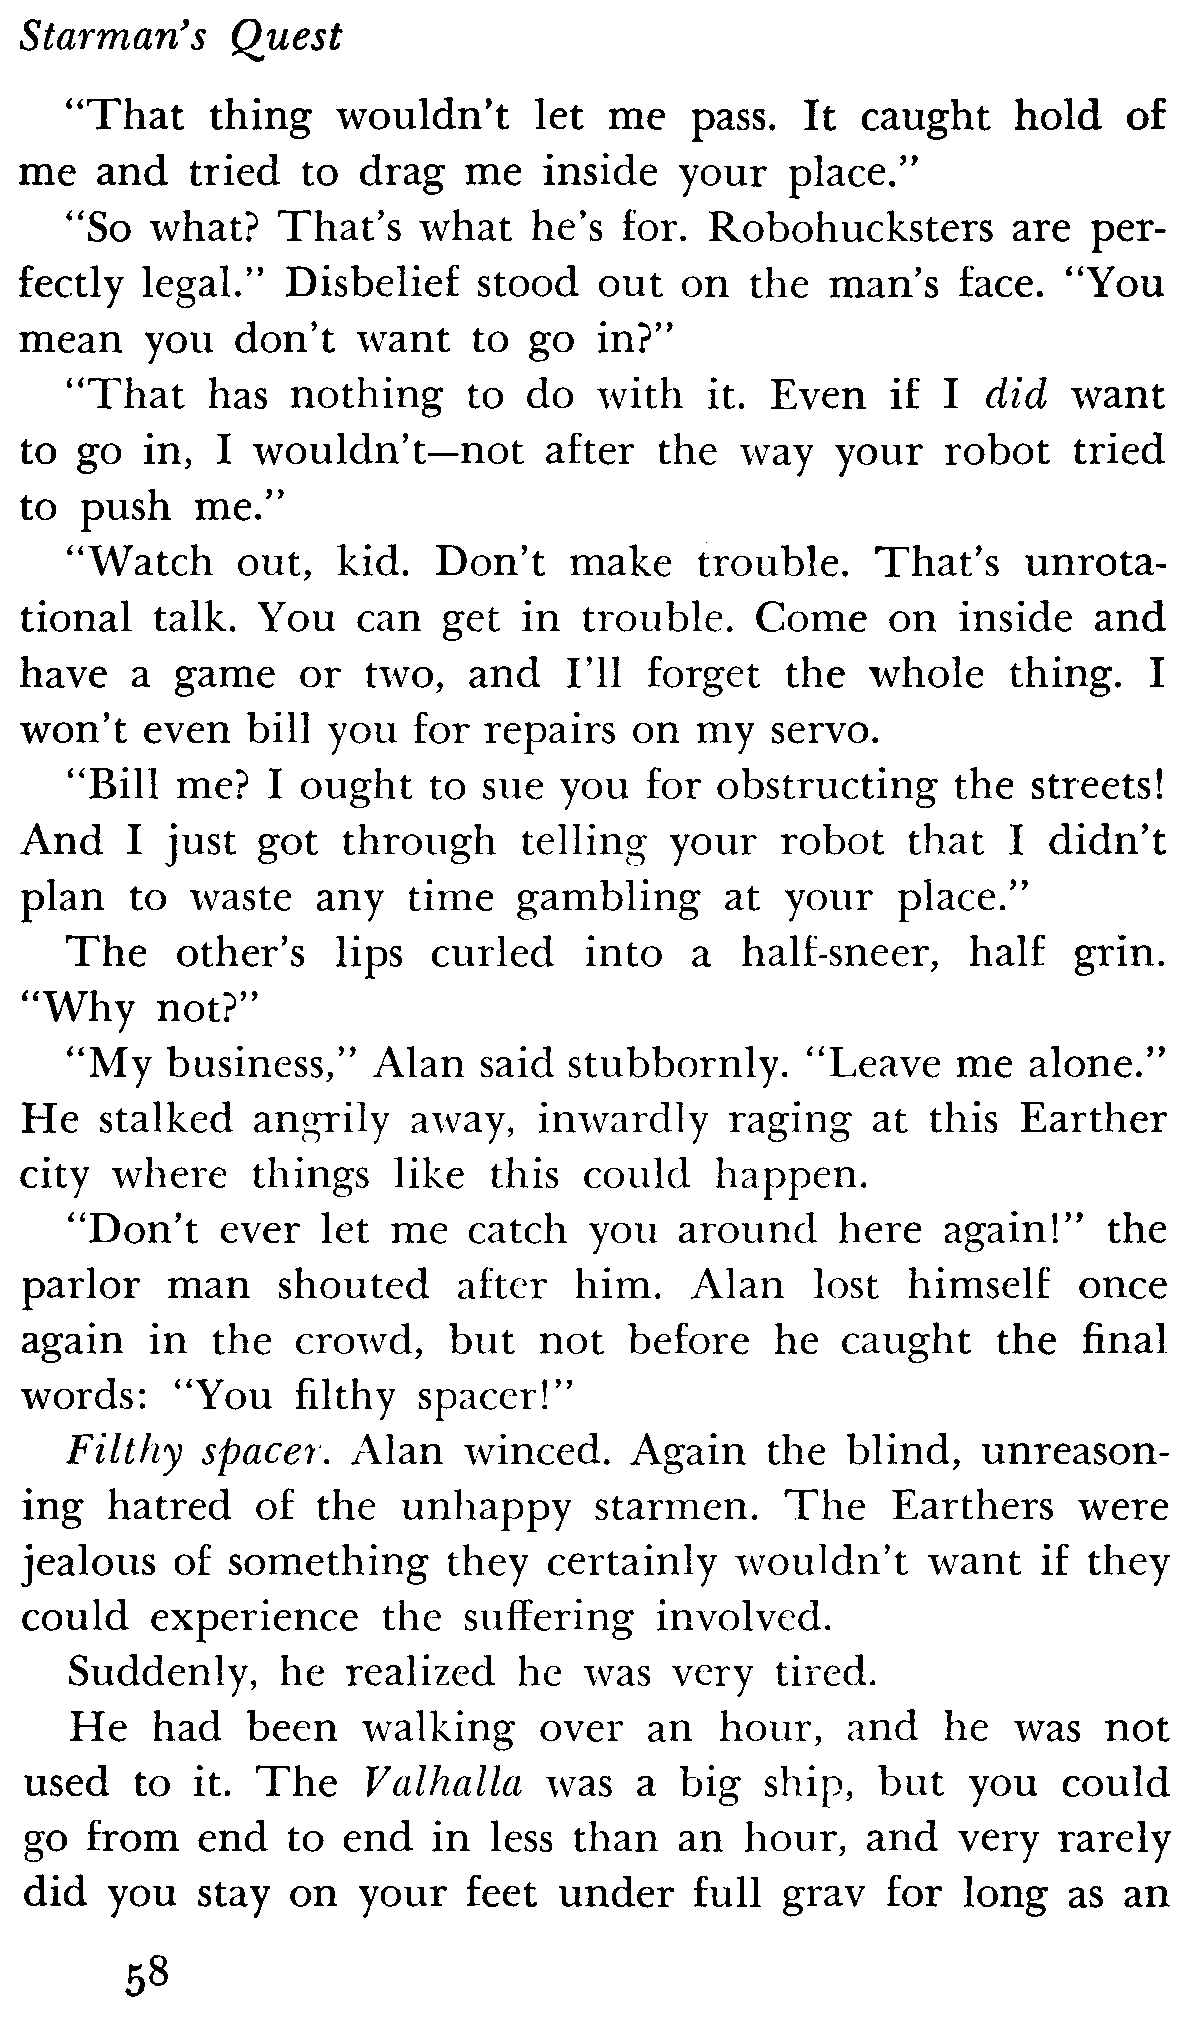 Starman's Quest
“That thing wouldn't let me pass. It caught hold of
me and tried to drag me inside your place.”
“So what? That's what he's for. Robohucksters are per-
fectly legal.” Disbelief stood out on the man's face. “You
mean you don't want to go in?”
“That has nothing to do with it. Even if I did want
to go in, I wouldn't—not after the way your robot tried
to push me.”
“Watch out, kid. Don't make trouble. That's unrota-
tional talk. You can get in trouble. Come on inside and
have a game or two, and I'll forget the whole thing. I
won't even bill you for repairs on my servo.
“Bill me? I ought to sue you for obstructing the streets!
And I just got through telling your robot that I didn't
plan to waste any time gambling at your place.”
The other's lips curled into a half-sneer, half grin.
“Why not?”
“My business,” Alan said stubbornly. “Leave me alone.”
He stalked angrily away, inwardly raging at this Earther
city where things like this could happen.
“Don't ever let me catch you around here again!” the
parlor man shouted after him. Alan lost himself once
again in the crowd, but not before he caught the final
words: “You filthy spacer!”
Filthy spacer. Alan winced. Again the blind, unreason-
ing hatred of the unhappy starmen. The Earthers were
jealous of something they certainly wouldn't want if they
could experience the suffering involved.
Suddenly, he realized he was very tired.
He had been walking over an hour, and he was not
used to it. The Valhalla was a big ship, but you could
go from end to end in less than an hour, and very rarely
did you stay on your feet under full grav for long as an
58